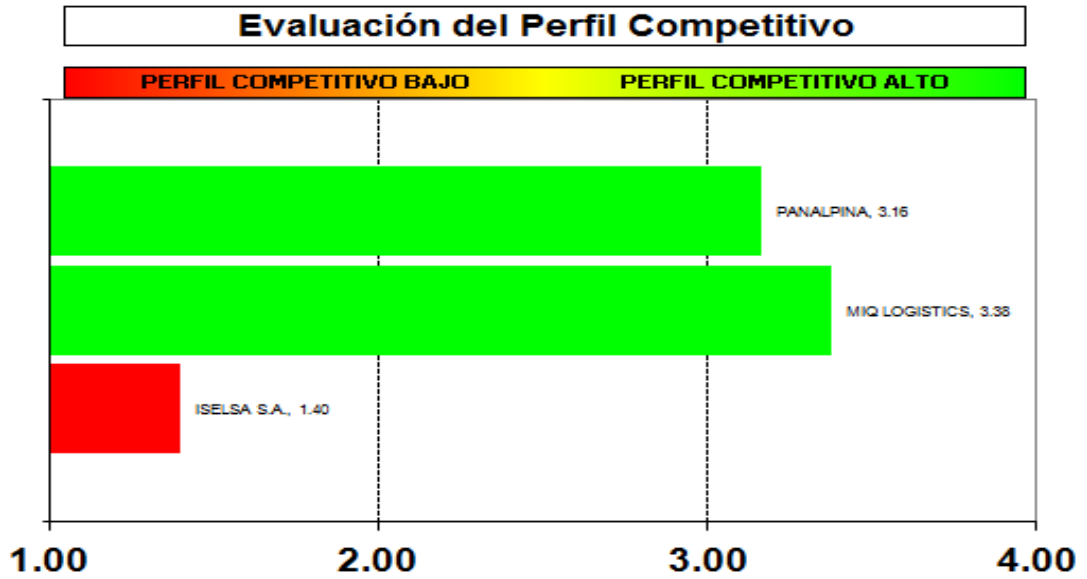 Evaluación del Perfil Competitivo
PERFIL COMPETITIVO BAJO PERFIL COMPETITIVO ALTO
PANALPINA, 3.16
MIQ LOGISTICS, 3.38
ISELSA S.A., 1.40
1.00 2.00 3.00 4.00